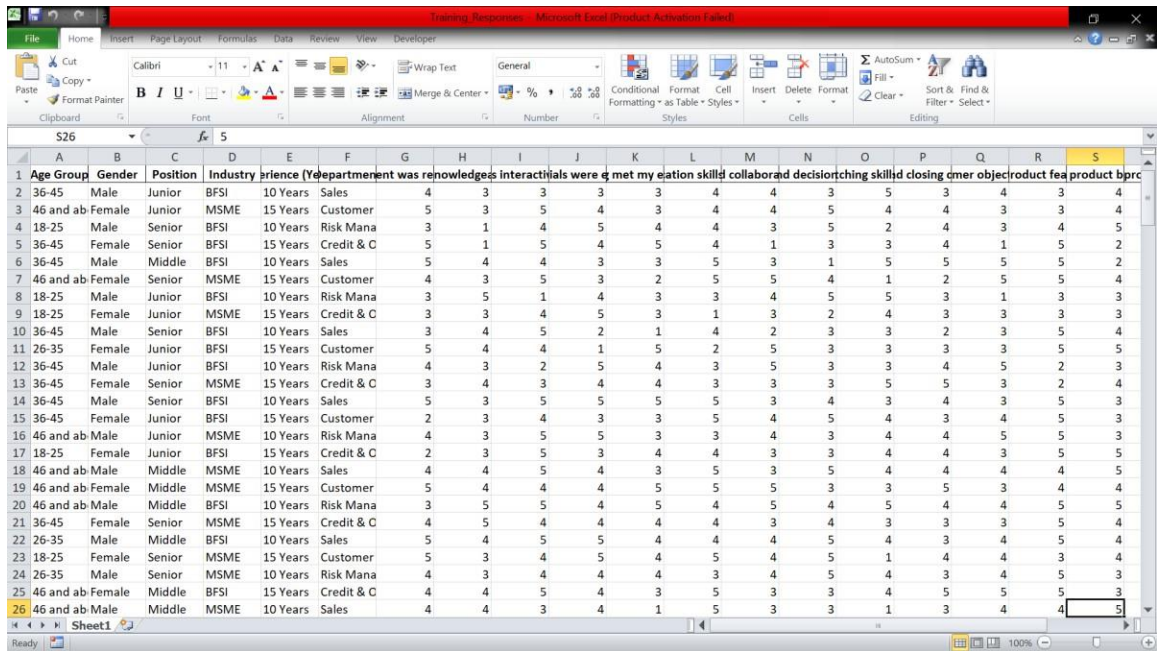 Training_Responses - Microsoft Excel (Product Activation Failed)
File Home Insert Page Layout Formulas Data Review View Developer
Cut Copy Format Painter Paste Calibri 11 Wrap Text Merge & Center General Conditional Formatting Format as Table Cell Styles Insert Delete Format AutoSum Fill Clear Sort & Filter Find & Select
Clipboard Font Alignment Number Styles Cells Editing
S26 fx 5
A B C D E F G H I J K L M N O P Q R S
1 Age Group Gender Position Industry erience (Ye departmen ent was re nowledge as interactiv ials were e g met my e ation skills d collabora nd decision tching skills d closing omer objec roduct fea product b pro
2 36-45 Male Junior BFSI 10 Years Sales 4 3 4 3 3 4 4 3 5 3 4 3 4
3 46 and ab Female Junior MSME 15 Years Customer 5 3 5 4 3 4 4 5 4 4 3 3 4
4 18-25 Male Senior BFSI 10 Years Risk Mana 3 1 4 5 4 4 3 5 2 4 3 4 5
5 36-45 Female Senior BFSI 15 Years Credit & O 5 1 5 4 5 4 1 3 3 4 1 5 2
6 36-45 Male Middle BFSI 10 Years Sales 5 4 4 3 3 5 3 1 5 5 5 5 2
7 46 and ab Female Senior MSME 15 Years Customer 4 3 5 3 2 5 5 4 1 2 5 5 4
8 18-25 Male Junior BFSI 10 Years Risk Mana 3 5 1 4 3 3 4 5 5 3 1 3 3
9 18-25 Female Junior MSME 15 Years Credit & O 3 3 4 5 3 1 3 2 4 3 3 3 3
10 36-45 Male Senior BFSI 10 Years Sales 3 4 5 2 1 4 2 3 3 2 3 5 4
11 26-35 Female Junior BFSI 15 Years Customer 5 4 4 1 5 2 5 3 3 3 3 5 5
12 36-45 Male Junior BFSI 10 Years Risk Mana 4 3 2 5 4 3 5 3 3 4 5 2 3
13 36-45 Female Senior MSME 15 Years Credit & O 3 4 3 4 4 3 3 3 5 5 3 2 4
14 36-45 Male Senior BFSI 10 Years Sales 5 3 5 5 5 5 3 4 3 4 3 5 3
15 36-45 Female Junior BFSI 15 Years Customer 2 3 4 3 3 5 4 5 4 3 4 5 3
16 46 and ab Male Junior MSME 10 Years Risk Mana 4 3 5 5 3 3 4 3 4 4 5 5 3
17 18-25 Female Junior BFSI 15 Years Credit & O 2 3 5 3 4 4 3 3 4 4 3 5 5
18 46 and ab Male Middle MSME 10 Years Sales 4 4 5 4 3 5 3 5 4 4 4 4 5
19 46 and ab Female Middle MSME 15 Years Customer 5 4 4 4 5 5 5 3 3 5 3 4 4
20 46 and ab Male Middle BFSI 10 Years Risk Mana 3 5 5 4 5 4 5 4 5 4 4 5 5
21 36-45 Female Senior MSME 15 Years Credit & O 4 5 4 4 4 4 3 4 3 3 3 5 4
22 26-35 Male Middle BFSI 10 Years Sales 5 4 5 5 4 4 4 5 4 3 4 5 4
23 18-25 Female Senior MSME 15 Years Customer 5 3 4 5 4 5 4 5 1 4 4 3 4
24 26-35 Male Senior MSME 10 Years Risk Mana 4 3 4 4 4 3 4 5 4 3 4 5 3
25 46 and ab Female Middle BFSI 15 Years Credit & O 4 4 5 4 3 5 3 3 4 5 5 5 3
26 46 and ab Male Middle MSME 10 Years Sales 4 4 3 4 1 5 3 3 1 3 4 4 5
Sheet1
Ready 100%